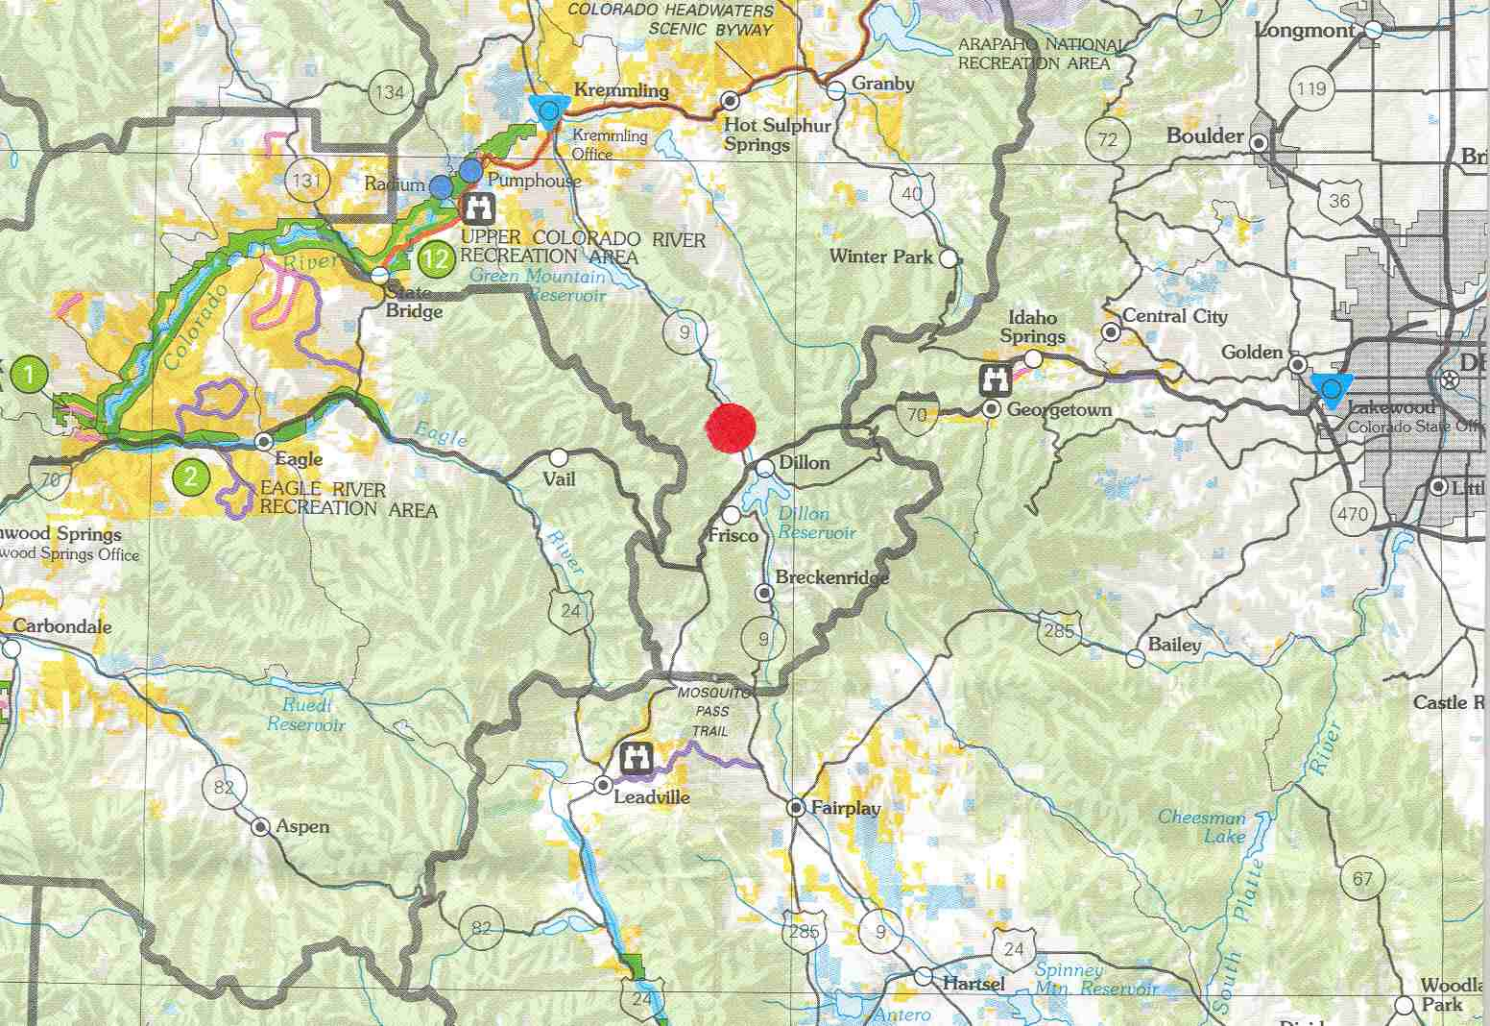 COLORADO HEADWATERS
SCENIC BYWAY
7
Longmont
ARAPAHO NATIONAL
RECREATION AREA
134
Kremmling
Granby
119
Kremmling
Office
Hot Sulphur
Springs
72
Boulder
Bri
131
Radium
Pumphouse
40
36
UPPER COLORADO RIVER
RECREATION AREA
12
River
Green Mountain
Reservoir
State
Bridge
Winter Park
Colorado
9
Idaho
Springs
Central City
Golden
1
D
70
Georgetown
Lakewood
Colorado State Off
Eagle
Eagle
Vail
Dillon
2
70
EAGLE RIVER
RECREATION AREA
Littl
470
Dillon
Reservoir
Frisco
nwood Springs
wood Springs Office
River
Breckenridge
24
9
285
Carbondale
Bailey
Ruedi
Reservoir
MOSQUITO
PASS
TRAIL
Castle R
River
82
Leadville
Fairplay
Cheesman
Lake
Aspen
67
82
285
9
24
South Platte
Spinney
Mtn. Reservoir
Hartsel
24
Antero
Woodla
Park
Divid